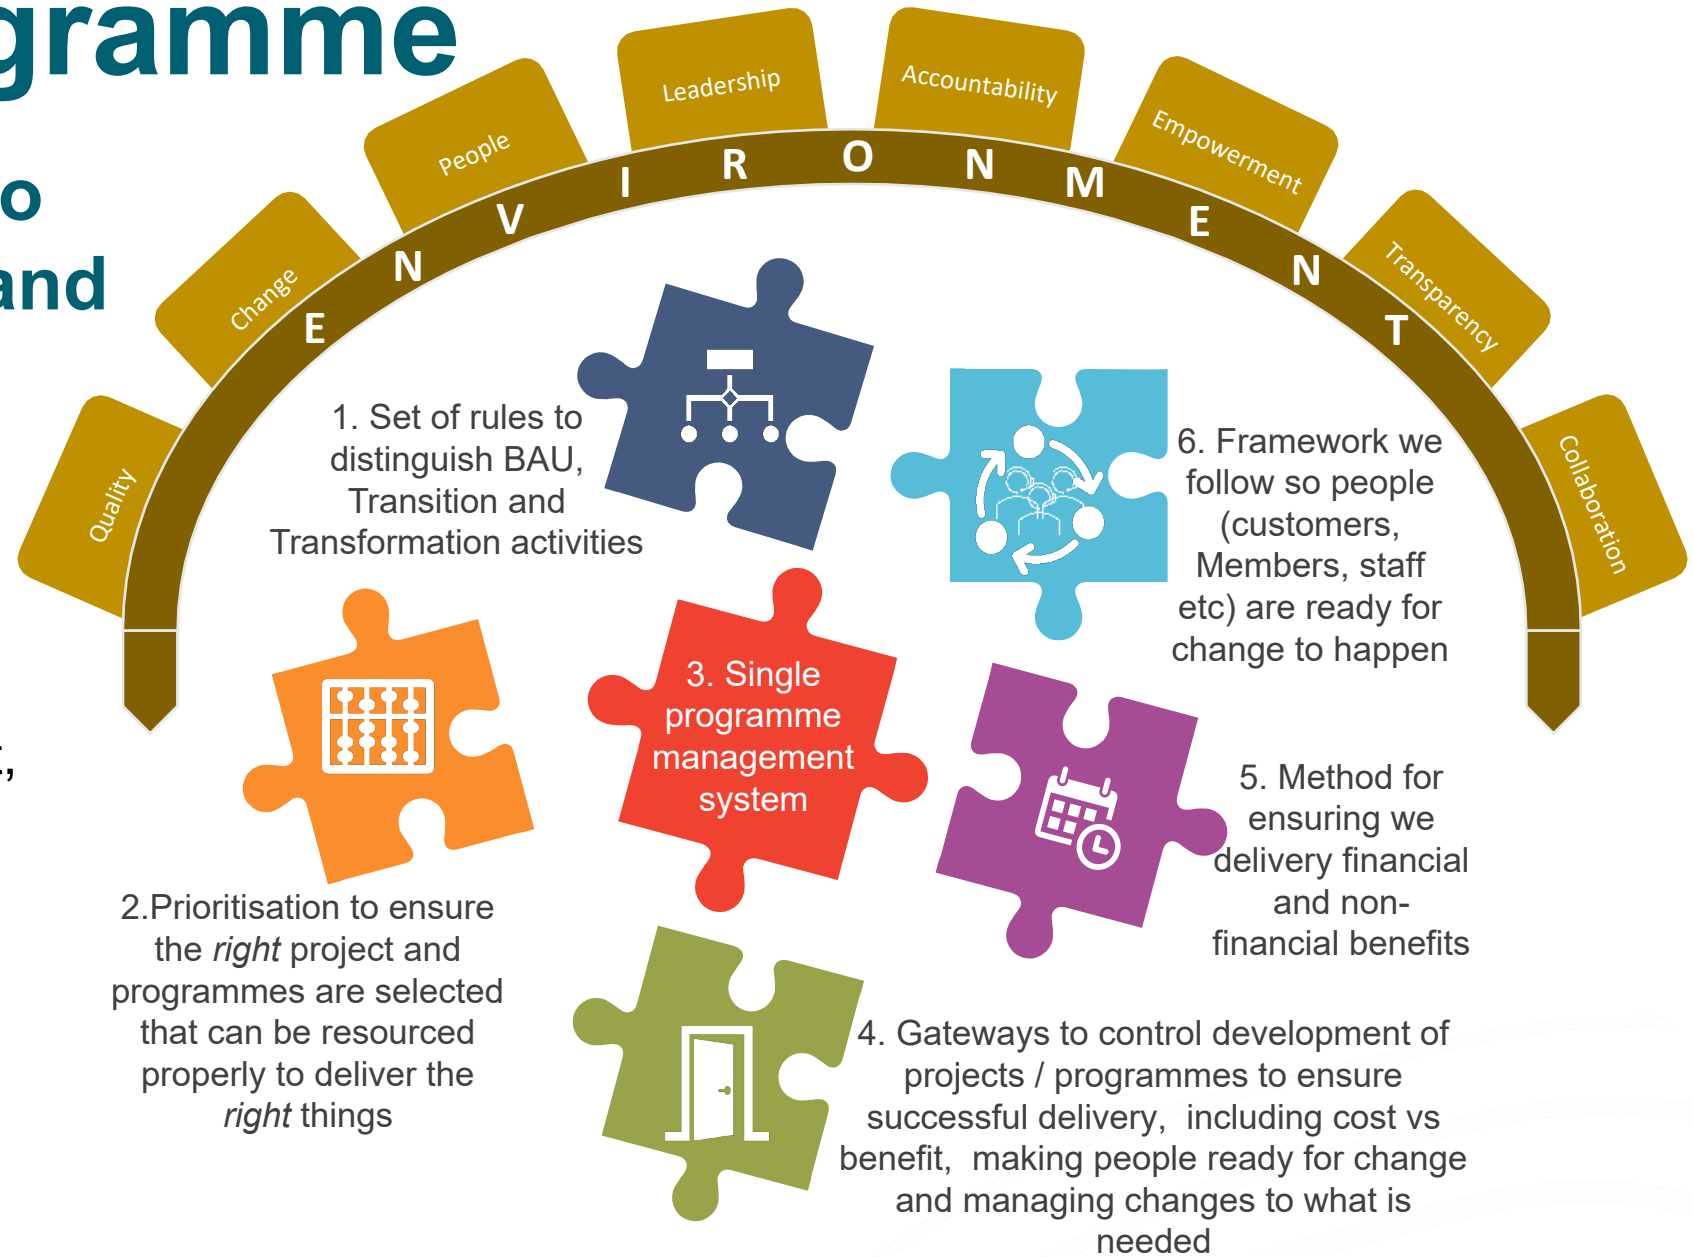 gramme
o
and
t,
Quality
Change
People
Leadership
Accountability
Empowerment
Transparency
Collaboration
ENVIRONMENT
1. Set of rules to
distinguish BAU,
Transition and
Transformation activities
2.Prioritisation to ensure
the right project and
programmes are selected
that can be resourced
properly to deliver the
right things
3. Single
programme
management
system
4. Gateways to control development of
projects / programmes to ensure
successful delivery, including cost vs
benefit, making people ready for change
and managing changes to what is
needed
5. Method for
ensuring we
delivery financial
and non-
financial benefits
6. Framework we
follow so people
(customers,
Members, staff
etc) are ready for
change to happen